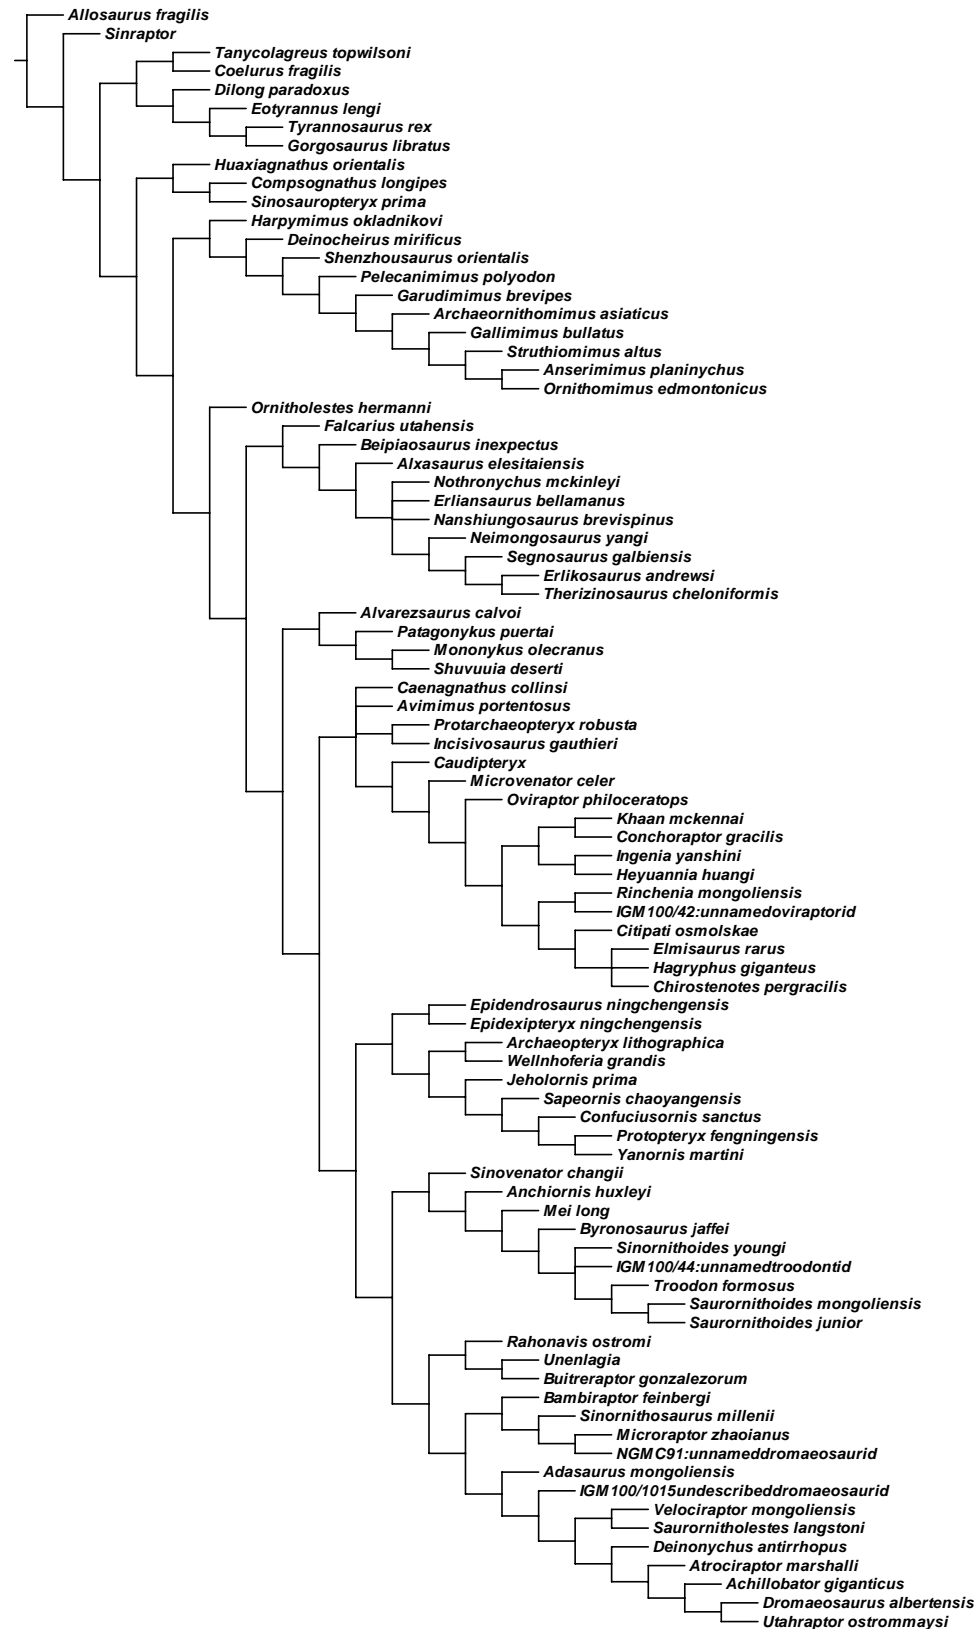 Allosaurus fragilis
Sinraptor
Tanycolagreus topwilsoni
Coelurus fragilis
Dilong paradoxus
Eotyrannus lengi
Tyrannosaurus rex
Gorgosaurus libratus
Huaxiagnathus orientalis
Compsognathus longipes
Sinosauropteryx prima
Harpymimus okladnikovi
Deinocheirus mirificus
Shenzhousaurus orientalis
Pelecanimimus polyodon
Garudimimus brevipes
Archaeornithomimus asiaticus
Gallimimus bullatus
Struthiomimus altus
Anserimimus planinychus
Ornithomimus edmontonicus
Ornitholestes hermanni
Falcarius utahensis
Beipiaosaurus inexpectus
Alxasaurus elesitaiensis
Nothronychus mckinleyi
Erliansaurus bellamanus
Nanshiungosaurus brevispinus
Neimongosaurus yangi
Segnosaurus galbiensis
Erlikosaurus andrewsi
Therizinosaurus cheloniformis
Alvarezsaurus calvoi
Patagonykus puertai
Mononykus olecranus
Shuvuuia deserti
Caenagnathus collinsi
Avimimus portentosus
Protarchaeopteryx robusta
Incisivosaurus gauthieri
Caudipteryx
Microvenator celer
Oviraptor philoceratops
Khaan mckennai
Conchoraptor gracilis
Ingenia yanshini
Heyuannia huangi
Rinchenia mongoliensis
IGM100/42:unnamedoviraptorid
Citipati osmolskae
Elmisaurus rarus
Hagryphus giganteus
Chirostenotes pergracilis
Epidendrosaurus ningchengensis
Epidexipteryx ningchengensis
Archaeopteryx lithographica
Wellnhoferia grandis
Jeholornis prima
Sapeornis chaoyangensis
Confuciusornis sanctus
Protopteryx fengningensis
Yanornis martini
Sinovenator changii
Anchiornis huxleyi
Mei long
Byronosaurus jaffei
Sinornithoides youngi
IGM100/44:unnamedtroodontid
Troodon formosus
Saurornithoides mongoliensis
Saurornithoides junior
Rahonavis ostromi
Unenlagia
Buitreraptor gonzalezorum
Bambiraptor feinbergi
Sinornithosaurus millenii
Microraptor zhaoianus
NGMC91:unnameddromaeosaurid
Adasaurus mongoliensis
IGM100/1015undescribeddromaeosaurid
Velociraptor mongoliensis
Saurornitholestes langstoni
Deinonychus antirrhopus
Atrociraptor marshalli
Achillobator giganticus
Dromaeosaurus albertensis
Utahraptor ostrommaysi